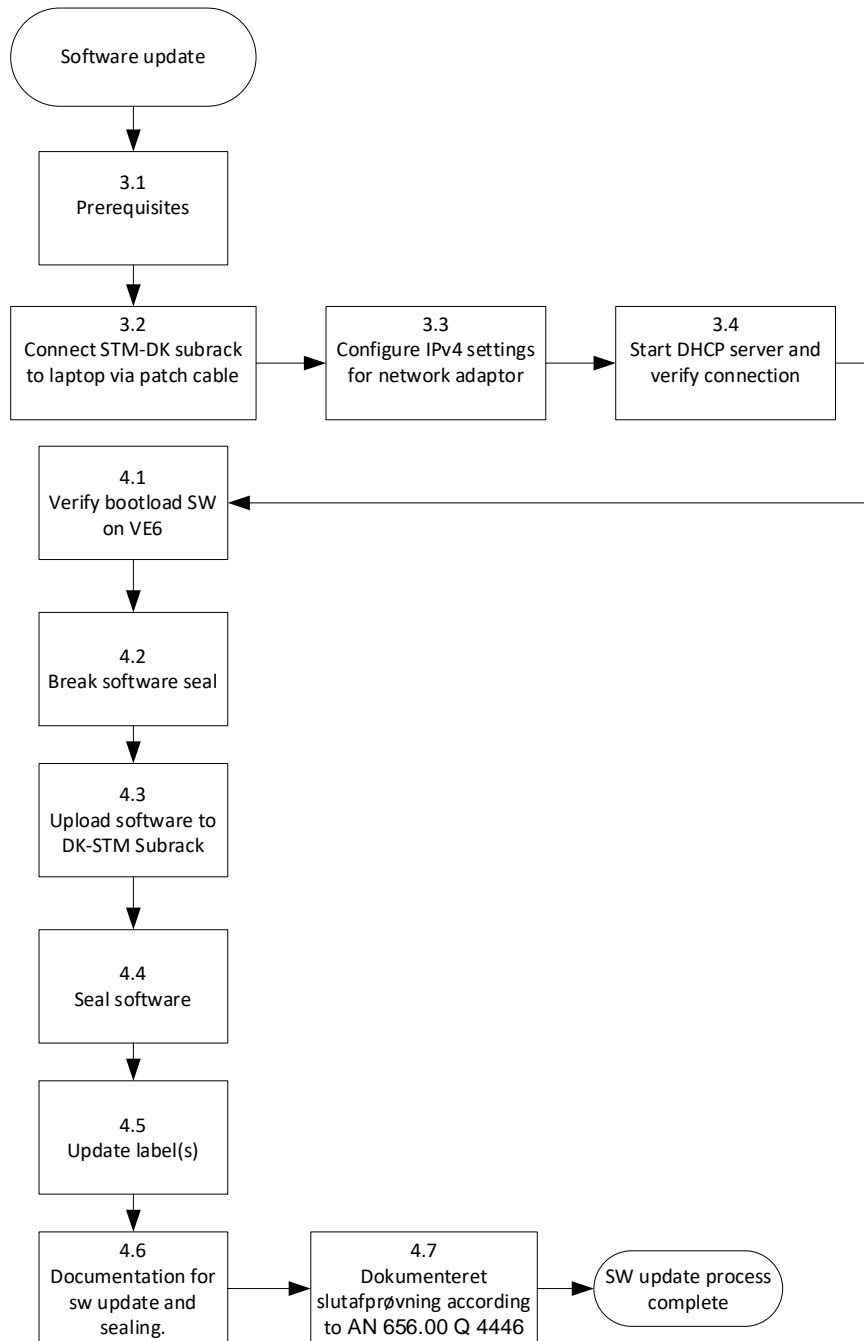 Software update
3.1
Prerequisites
3.2
Connect STM-DK subrack
to laptop via patch cable
3.3
Configure IPv4 settings
for network adaptor
3.4
Start DHCP server and
verify connection
4.1
Verify bootload SW
on VE6
4.2
Break software seal
4.3
Upload software to
DK-STM Subrack
4.4
Seal software
4.5
Update label(s)
4.6
Documentation for
sw update and
sealing.
4.7
Dokumenteret
slutafprøvning according
to AN 656.00 Q 4446
SW update process
complete